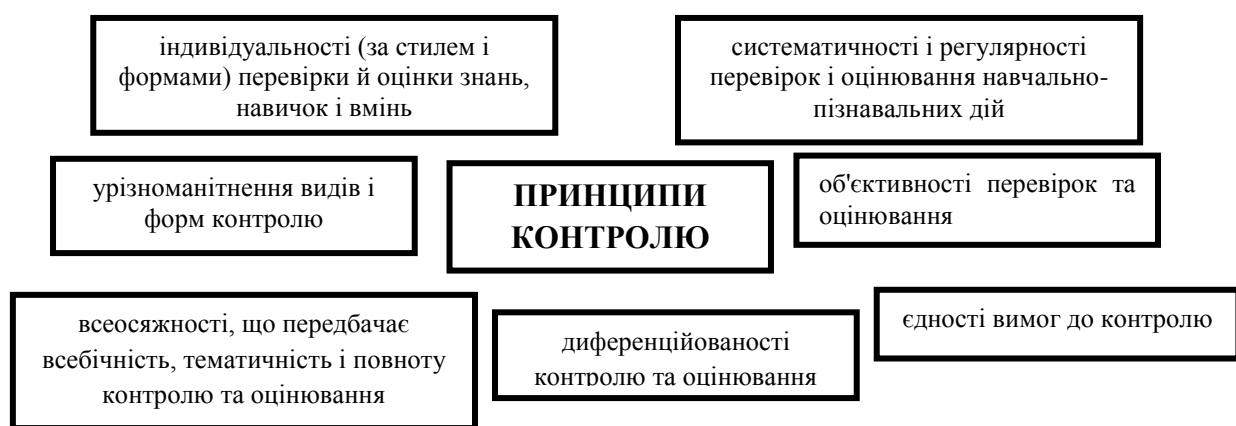 індивідуальності (за стилем і
формами) перевірки й оцінки знань,
навичок і вмінь
систематичності і регулярності
перевірок і оцінювання навчально-
пізнавальних дій
урізноманітнення видів і
форм контролю
ПРИНЦИПИ
КОНТРОЛЮ
об'єктивності перевірок та
оцінювання
всеосяжності, що передбачає
всебічність, тематичність і повноту
контролю та оцінювання
диференційованості
контролю та оцінювання
єдності вимог до контролю